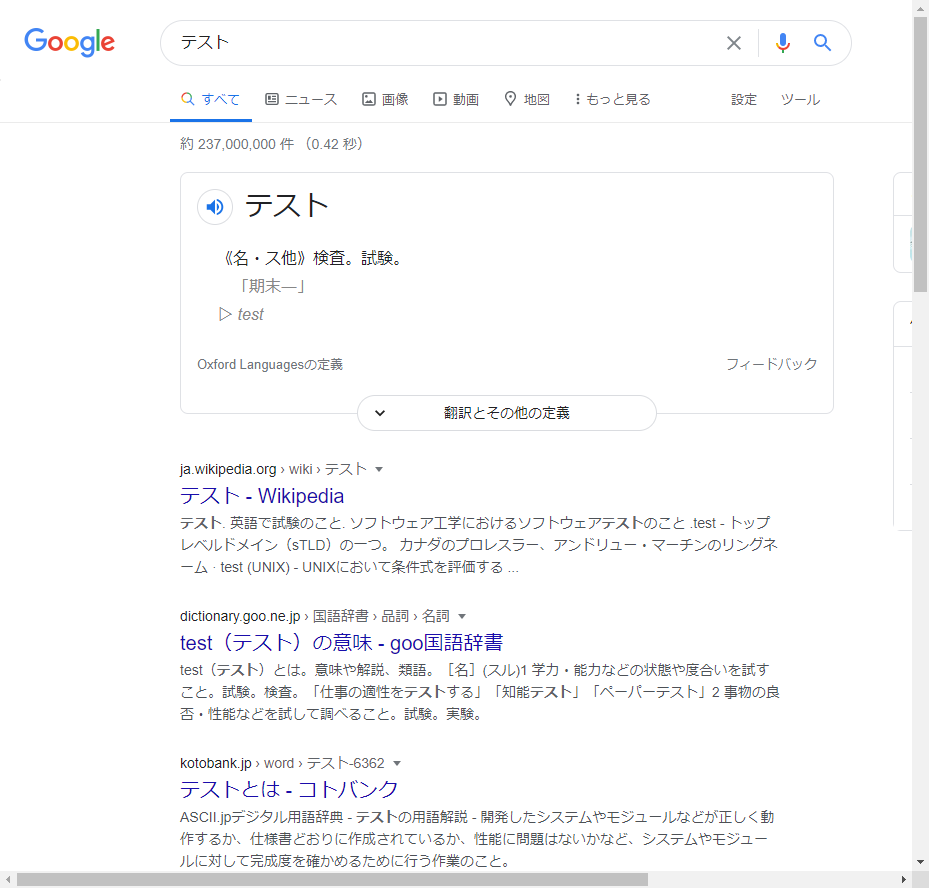 Google
テスト
すべて ニュース 画像 動画 地図 もっと見る 設定 ツール
約 237,000,000 件 （0.42 秒）
テスト
《名・ス他》検査。試験。
「期末―」
▷ test
Oxford Languagesの定義 フィードバック
翻訳とその他の定義
ja.wikipedia.org › wiki › テスト
テスト - Wikipedia
テスト. 英語で試験のこと. ソフトウェア工学におけるソフトウェアテストのこと .test - トップ
レベルドメイン（sTLD）の一つ。 カナダのプロレスラー、アンドリュー・マーチンのリングネ
ーム · test (UNIX) - UNIXにおいて条件式を評価する ...
dictionary.goo.ne.jp › 国語辞書 › 品詞 › 名詞
test（テスト）の意味 - goo国語辞書
test（テスト）とは。意味や解説、類語。［名］(スル)1 学力・能力などの状態や度合いを試す
こと。試験。検査。「仕事の適性をテストする」「知能テスト」「ペーパーテスト」2 事物の良
否・性能などを試して調べること。試験。実験。
kotobank.jp › word › テスト-6362
テストとは - コトバンク
ASCII.jpデジタル用語辞典 - テストの用語解説 - 開発したシステムやモジュールなどが正しく動
作するか、仕様書どおりに作成されているか、性能に問題はないかなど、システムやモジュー
ルに対して完成度を確かめるために行う作業のこと。